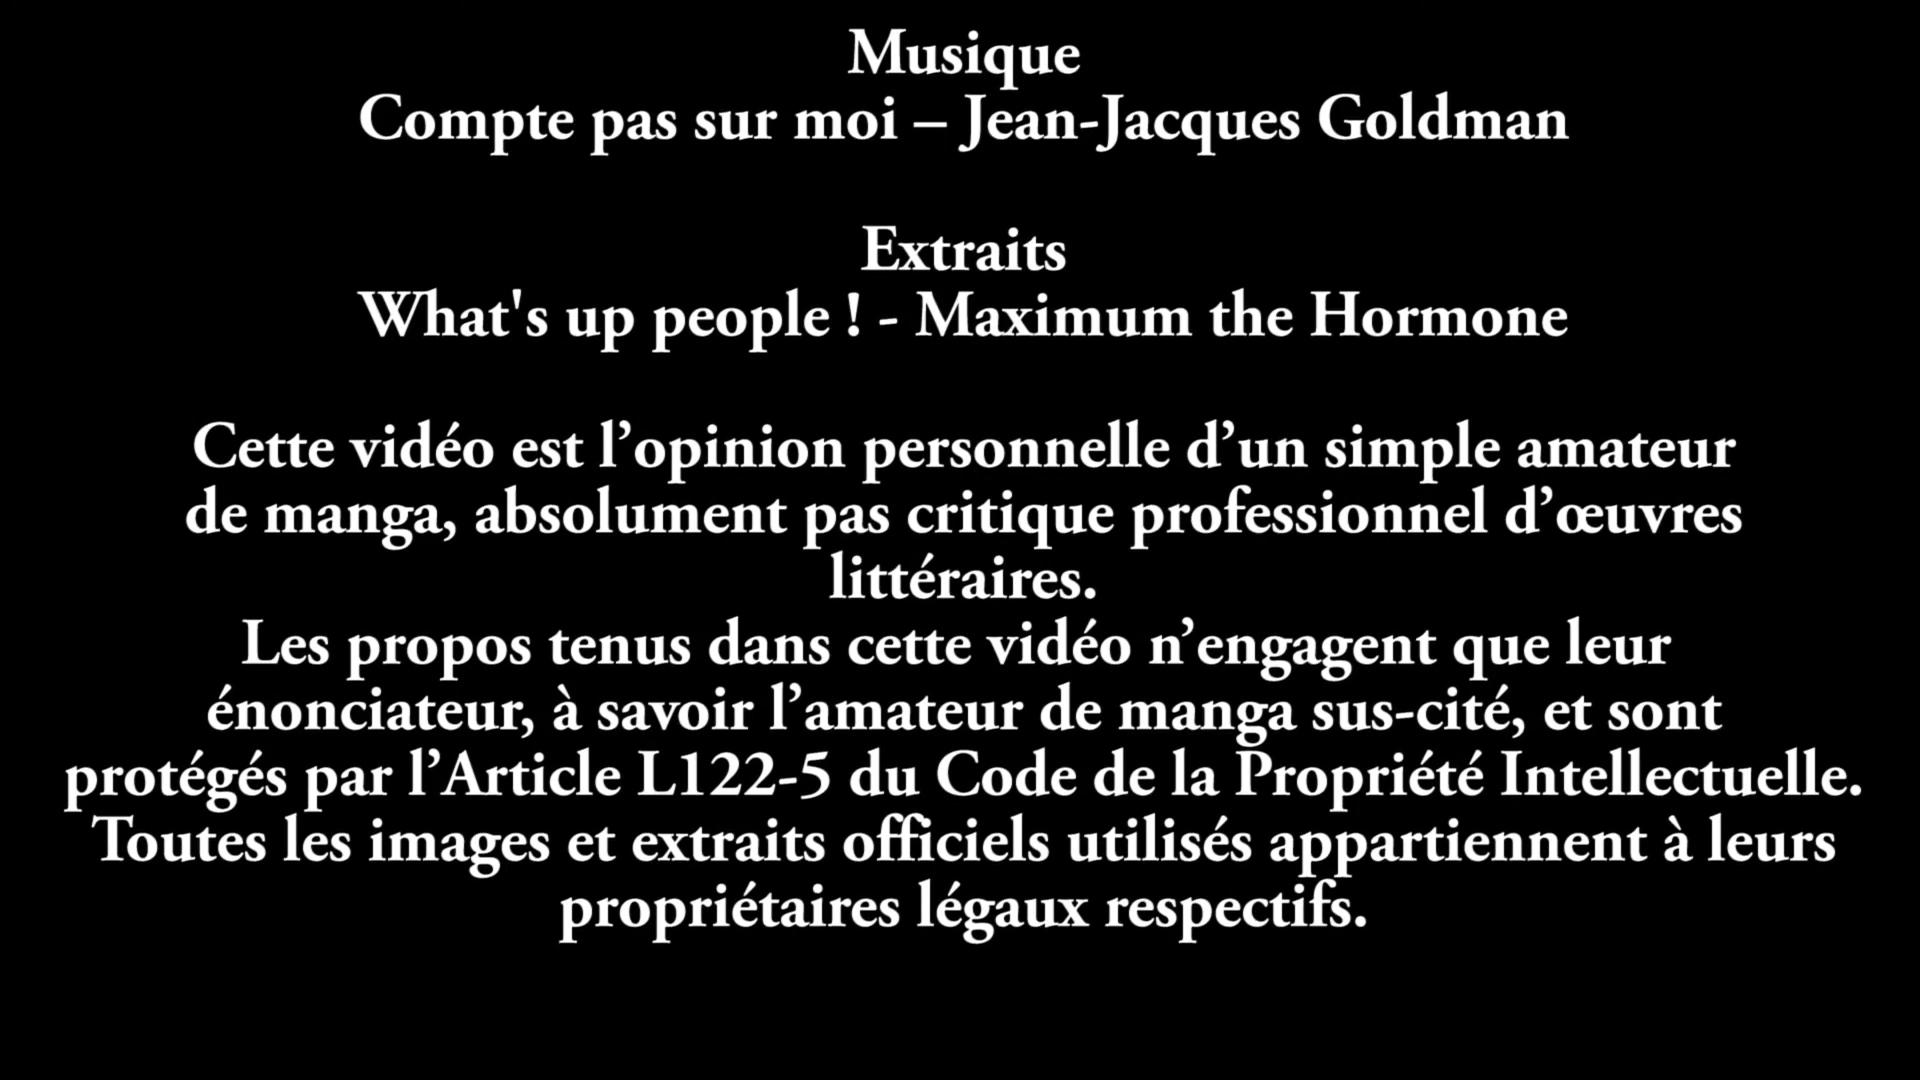 Musique
Compte pas sur moi – Jean-Jacques Goldman
Extraits
What's up people ! - Maximum the Hormone
Cette vidéo est l’opinion personnelle d’un simple amateur
de manga, absolument pas critique professionnel d’œuvres
littéraires.
Les propos tenus dans cette vidéo n’engagent que leur
énonciateur, à savoir l’amateur de manga sus-cité, et sont
protégés par l’Article L122-5 du Code de la Propriété Intellectuelle.
Toutes les images et extraits officiels utilisés appartiennent à leurs
propriétaires légaux respectifs.